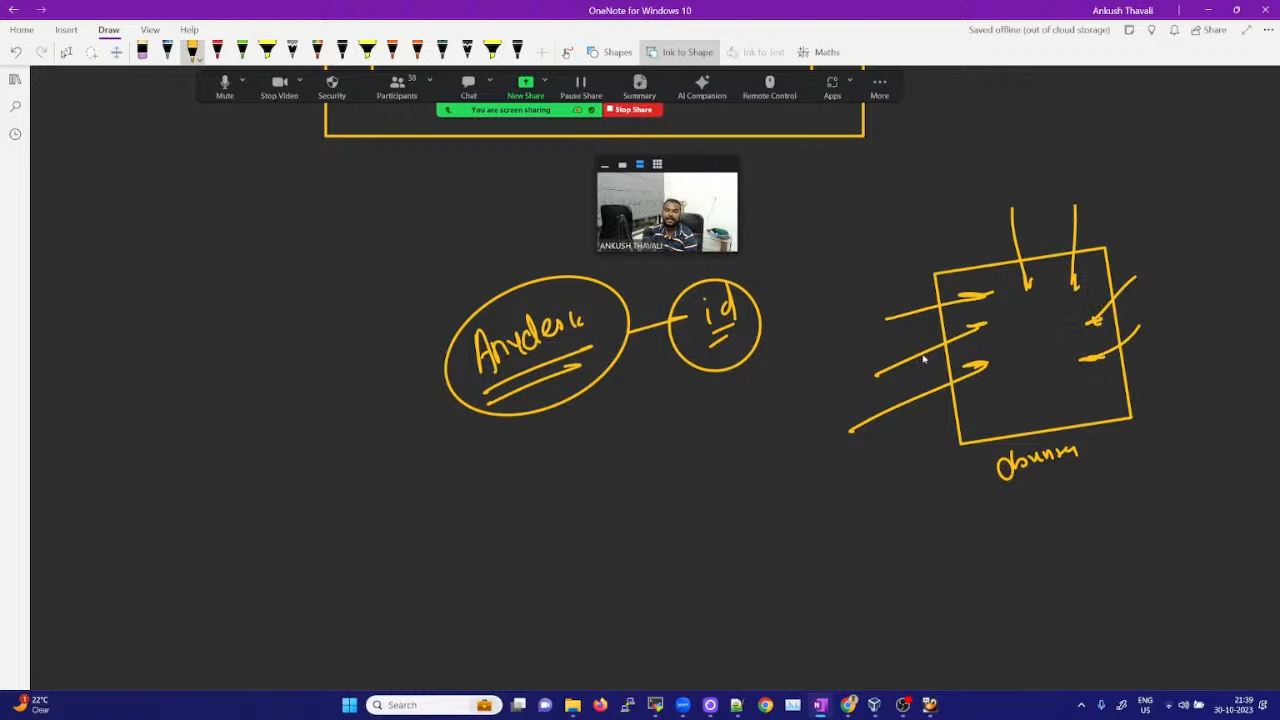 OneNote for Windows 10
Ankush Thavali
Home Insert Draw View Help
Saved offline (out of cloud storage) Share
Shapes Ink to Shape Ink to Text Maths
38
Mute Stop Video Security Participants Chat New Share Pause Share Summary AI Companion Remote Control Apps More
You are screen sharing Stop Share
ANKUSH THAVALI
Anydesk
id
1 22°C
Search
ENG
US
21:39
30-10-2023